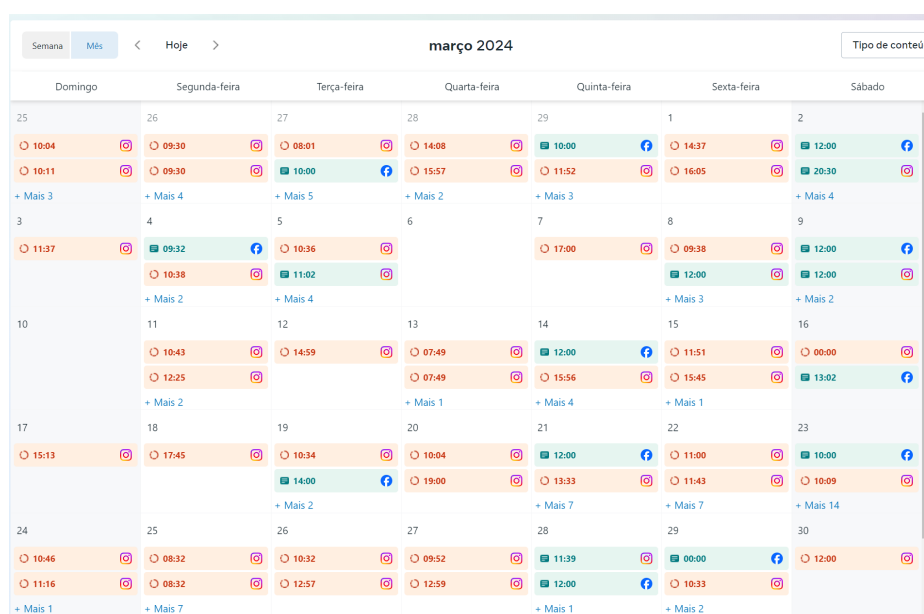 Semana Mês Hoje março 2024 Tipo de conteú
Domingo Segunda-feira Terça-feira Quarta-feira Quinta-feira Sexta-feira Sábado
25 26 27 28 29 1 2
10:04 09:30 08:01 14:08 10:00 14:37 12:00
10:11 09:30 10:00 15:57 11:52 16:05 20:30
+ Mais 3 + Mais 4 + Mais 5 + Mais 2 + Mais 3 + Mais 4
3 4 5 6 7 8 9
11:37 09:32 10:36 17:00 09:38 12:00
10:38 11:02 12:00 12:00
+ Mais 2 + Mais 4 + Mais 3 + Mais 2
10 11 12 13 14 15 16
10:43 14:59 07:49 12:00 11:51 00:00
12:25 07:49 15:56 15:45 13:02
+ Mais 2 + Mais 1 + Mais 4 + Mais 1
17 18 19 20 21 22 23
15:13 17:45 10:34 10:04 12:00 11:00 10:00
14:00 19:00 13:33 11:43 10:09
+ Mais 2 + Mais 7 + Mais 7 + Mais 14
24 25 26 27 28 29 30
10:46 08:32 10:32 09:52 11:39 00:00 12:00
11:16 08:32 12:57 12:59 12:00 10:33
+ Mais 1 + Mais 7 + Mais 1 + Mais 2